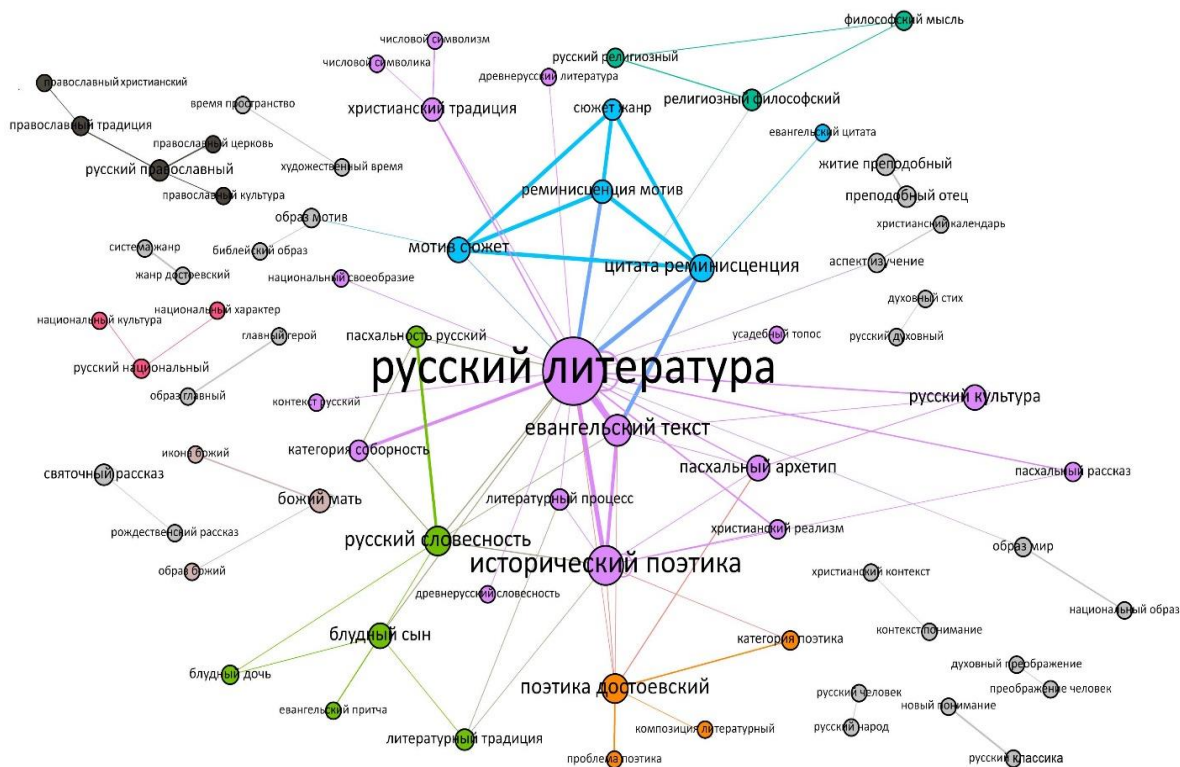 философский мысль
числовой символизм
русский религиозный
числовой символика
древнерусский литература
православный христианский
время пространство
христианский традиция
сюжет жанр
религиозный философский
православный традиция
евангельский цитата
православный церковь
художественный время
житие преподобный
русский православный
реминисценция мотив
православный культура
преподобный отец
образ мотив
христианский календарь
система жанр
библейский образ
мотив сюжет
цитата реминисценция
аспект изучение
жанр достоевский
национальный своеобразие
духовный стих
национальный характер
национальный культура
главный герой
пасхальность русский
усадебный топос
русский духовный
русский национальный
русский литература
образ главный
контекст русский
русский культура
евангельский текст
икона божий
категория соборность
святочный рассказ
пасхальный архетип
пасхальный рассказ
божий мать
литературный процесс
рождественский рассказ
русский словесность
христианский реализм
образ мир
исторический поэтика
образ божий
христианский контекст
древнерусский словесность
национальный образ
блудный сын
категория поэтика
контекст понимание
духовный преображение
блудный дочь
поэтика достоевский
русский человек
преображение человек
евангельский притча
новый понимание
русский народ
композиция литературный
литературный традиция
проблема поэтика
русский классика